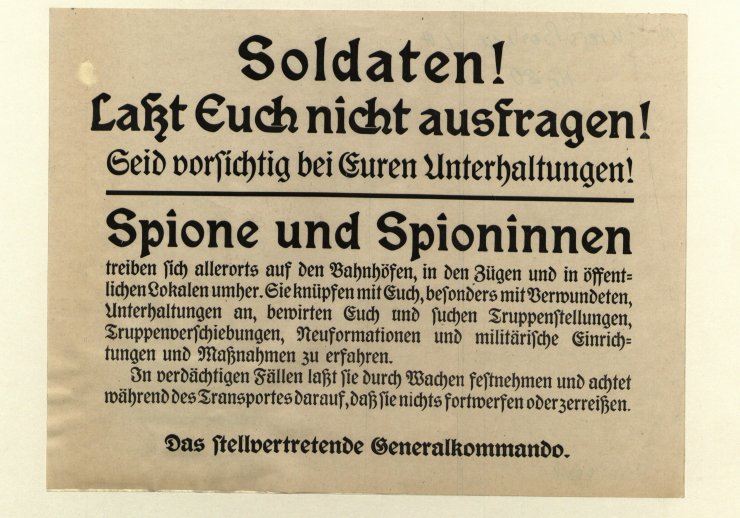 Soldaten!
Laßt Euch nicht ausfragen!
Seid vorsichtig bei Euren Unterhaltungen!
Spione und Spioninnen
treiben sich allerorts auf den Bahnhöfen, in den Zügen und in öffent-
lichen Lokalen umher. Sie knüpfen mit Euch, besonders mit Verwundeten,
Unterhaltungen an, bewirten Euch und suchen Truppenstellungen,
Truppenverschiebungen, Neuformationen und militärische Einrich-
tungen und Maßnahmen zu erfahren.
In verdächtigen Fällen laßt sie durch Wachen festnehmen und achtet
während des Transportes darauf, daß sie nichts fortwerfen oder zerreißen.
Das stellvertretende Generalkommando.